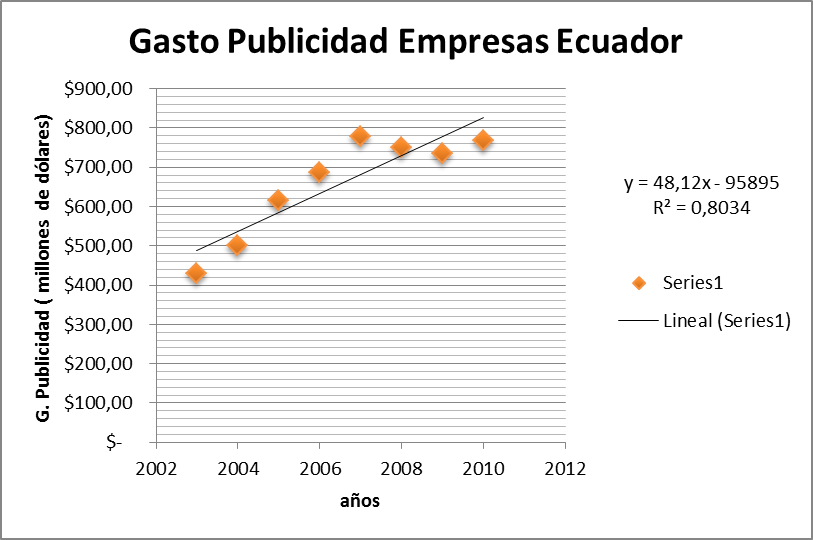 Gasto Publicidad Empresas Ecuador
G. Publicidad ( millones de dólares)
$900,00
$800,00
$700,00
$600,00
$500,00
$400,00
$300,00
$200,00
$100,00
$-
2002 2004 2006 2008 2010 2012
años
y = 48,12x - 95895
R² = 0,8034
Series1
Lineal (Series1)